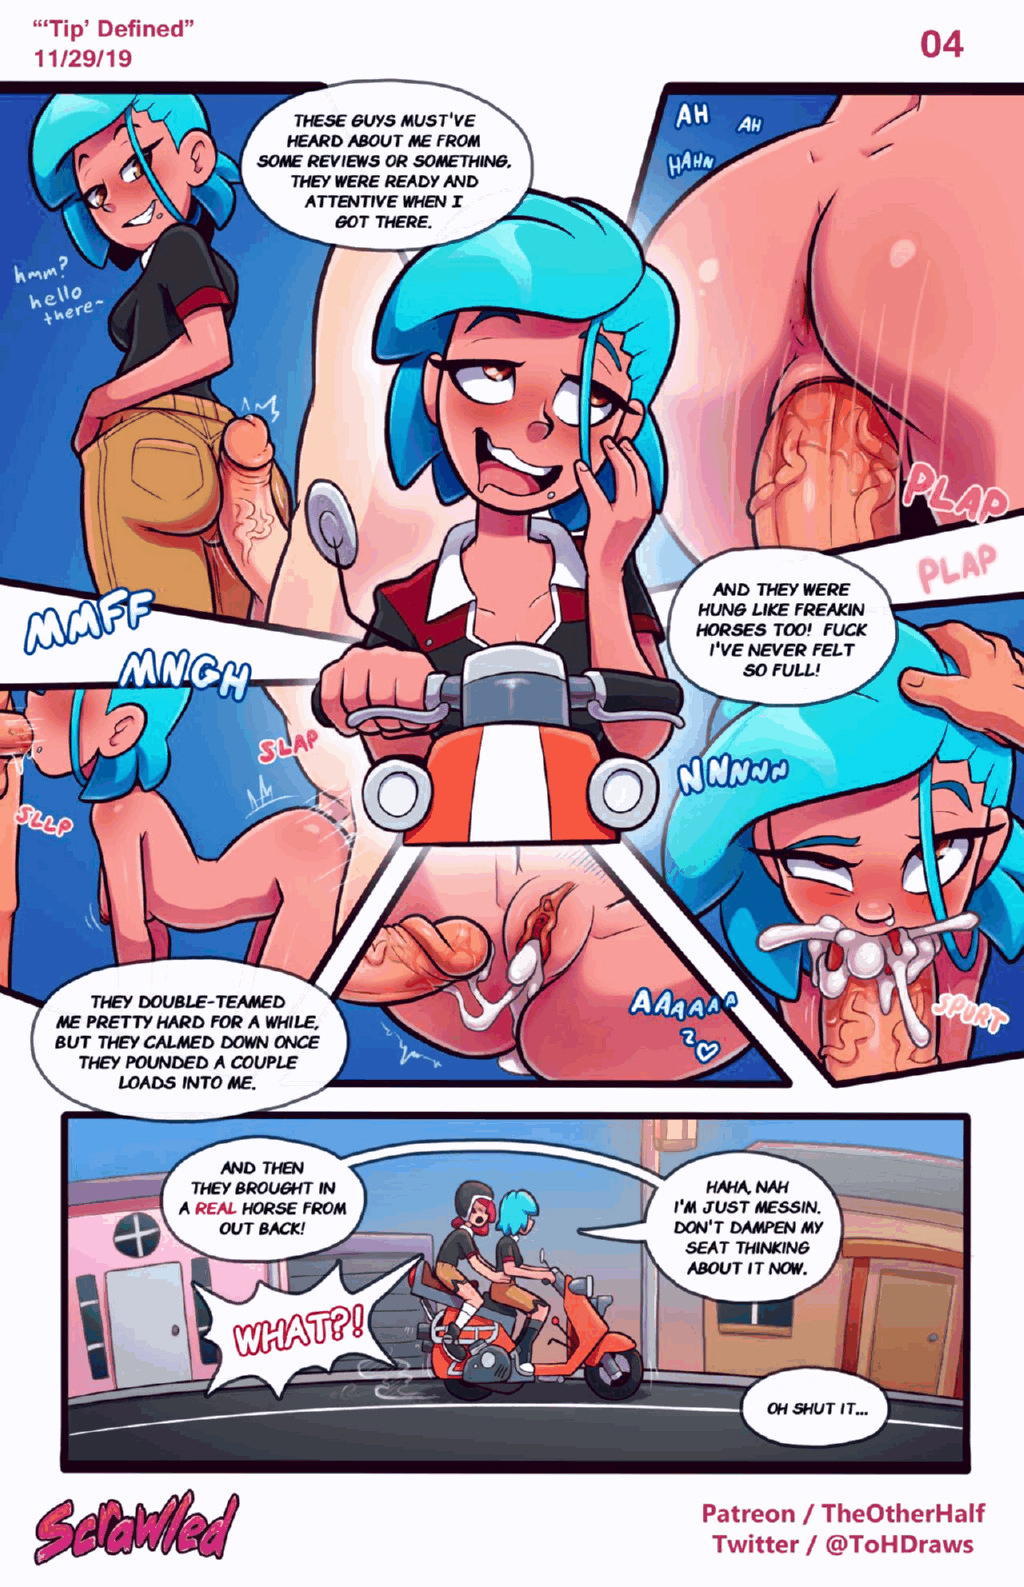 “‘Tip’ Defined”
11/29/19
04
THESE GUYS MUST'VE
HEARD ABOUT ME FROM
SOME REVIEWS OR SOMETHING,
THEY WERE READY AND
ATTENTIVE WHEN I
GOT THERE.
hmm?
hello
there~
AH
AH
HAHN
PLAP
PLAP
AND THEY WERE
HUNG LIKE FREAKIN
HORSES TOO! FUCK
I'VE NEVER FELT
SO FULL!
MMFF
MNGH
SLAP
SLLP
NNNNNN
AAAAAA
SPURT
THEY DOUBLE-TEAMED
ME PRETTY HARD FOR A WHILE,
BUT THEY CALMED DOWN ONCE
THEY POUNDED A COUPLE
LOADS INTO ME.
AND THEN
THEY BROUGHT IN
A REAL HORSE FROM
OUT BACK!
WHAT?!
HAHA, NAH
I'M JUST MESSIN.
DON'T DAMPEN MY
SEAT THINKING
ABOUT IT NOW.
OH SHUT IT...
Scrawled
Patreon / TheOtherHalf
Twitter / @ToHDraws